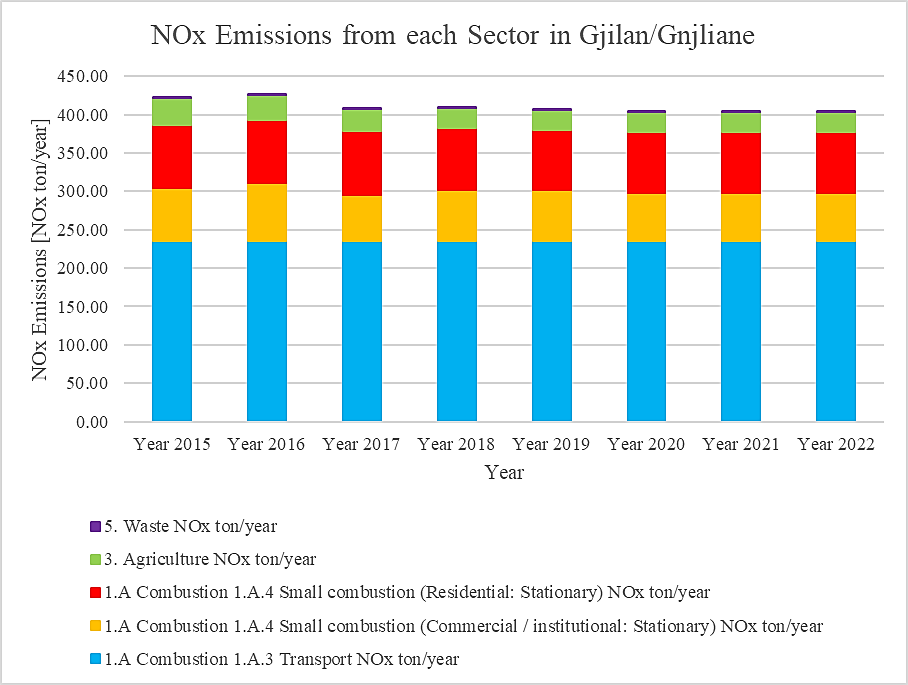 NOx Emissions from each Sector in Gjilan/Gnjliane
NOx Emissions [NOx ton/year]
450.00
400.00
350.00
300.00
250.00
200.00
150.00
100.00
50.00
0.00
Year 2015 Year 2016 Year 2017 Year 2018 Year 2019 Year 2020 Year 2021 Year 2022
Year
5. Waste NOx ton/year
3. Agriculture NOx ton/year
1.A Combustion 1.A.4 Small combustion (Residential: Stationary) NOx ton/year
1.A Combustion 1.A.4 Small combustion (Commercial / institutional: Stationary) NOx ton/year
1.A Combustion 1.A.3 Transport NOx ton/year